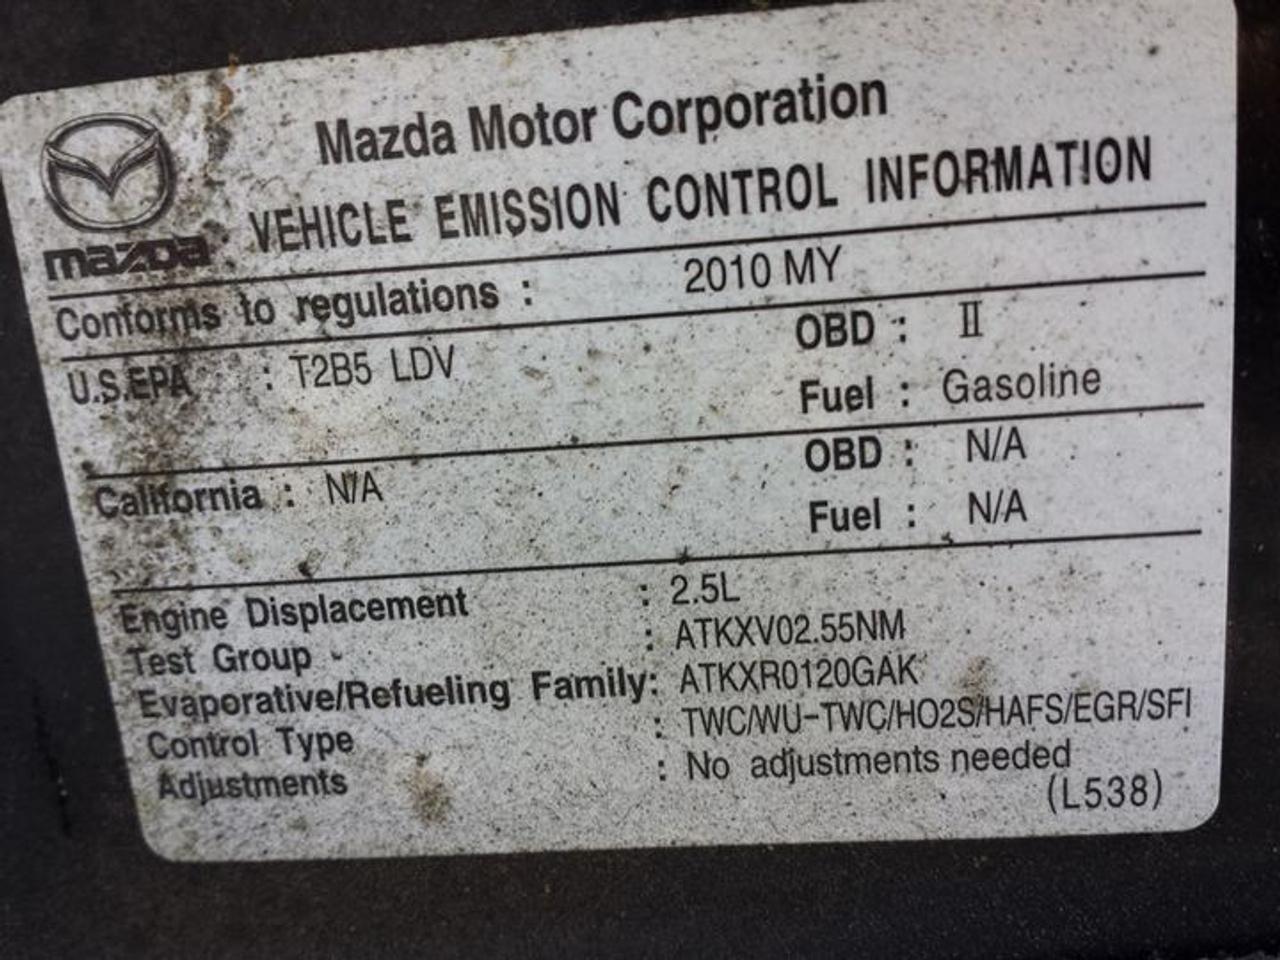 Mazda Motor Corporation
mazda
VEHICLE EMISSION CONTROL INFORMATION
Conforms to regulations : 2010 MY
U.S.EPA : T2B5 LDV OBD : II
Fuel : Gasoline
California : N/A OBD : N/A
Fuel : N/A
Engine Displacement : 2.5L
Test Group : ATKXV02.55NM
Evaporative/Refueling Family: ATKXR0120GAK
Control Type : TWC/WU-TWC/HO2S/HAFS/EGR/SFI
Adjustments : No adjustments needed
(L538)